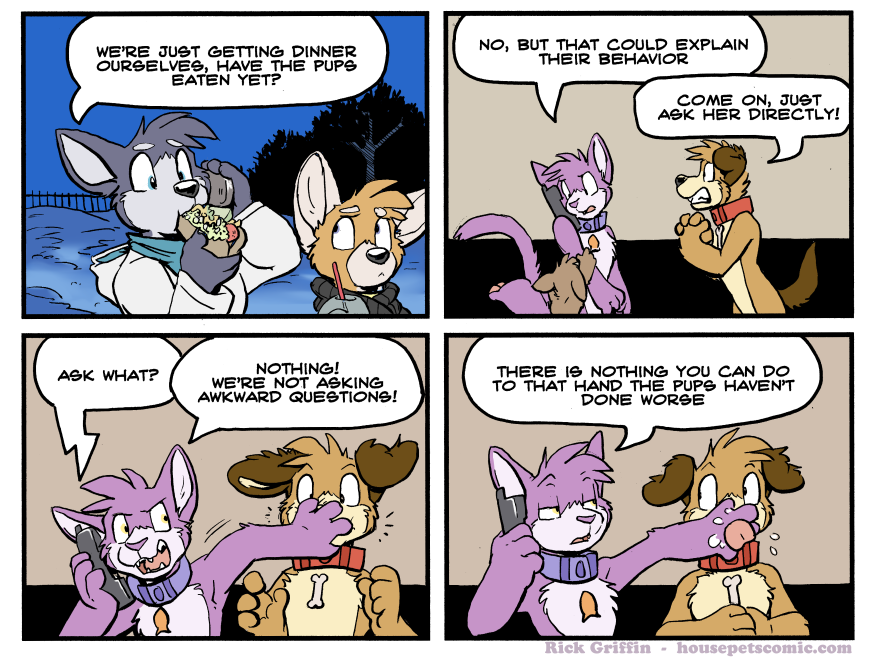 WE'RE JUST GETTING DINNER
OURSELVES, HAVE THE PUPS
EATEN YET?
NO, BUT THAT COULD EXPLAIN
THEIR BEHAVIOR
COME ON, JUST
ASK HER DIRECTLY!
ASK WHAT?
NOTHING!
WE'RE NOT ASKING
AWKWARD QUESTIONS!
THERE IS NOTHING YOU CAN DO
TO THAT HAND THE PUPS HAVEN'T
DONE WORSE
Rick Griffin - housepetscomic.com